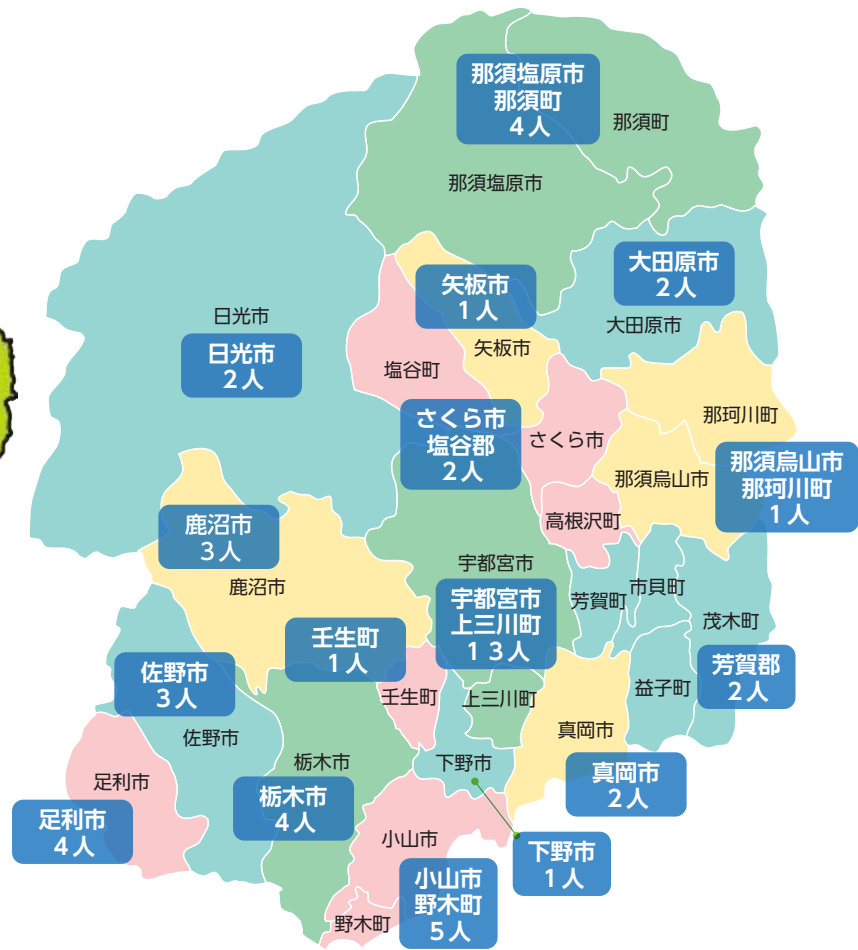 那須塩原市
那須町
4人
那須町
那須塩原市
大田原市
2人
大田原市
矢板市
1人
矢板市
日光市
日光市
2人
塩谷町
さくら市
塩谷郡
2人
さくら市
那珂川町
那須烏山市
那須烏山市
那珂川町
1人
高根沢町
鹿沼市
3人
鹿沼市
宇都宮市
宇都宮市
上三川町
13人
芳賀町
市貝町
茂木町
芳賀郡
2人
益子町
壬生町
1人
壬生町
上三川町
佐野市
3人
佐野市
真岡市
真岡市
2人
下野市
下野市
1人
栃木市
栃木市
4人
足利市
足利市
4人
小山市
小山市
野木町
5人
野木町